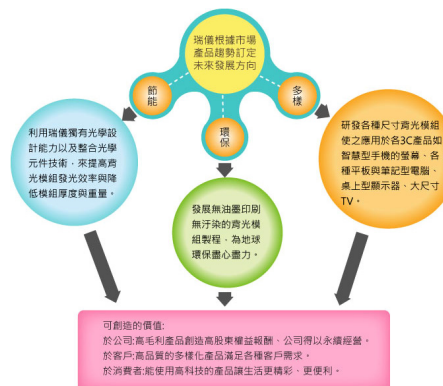 瑞儀根據市場
產品趨勢訂定
未來發展方向
節能
環保
多樣
利用瑞儀獨有光學設
計能力以及整合光學
元件技術，來提高背
光模組發光效率與降
低模組厚度與重量。
發展無油墨印刷
無汙染的背光模
組製程、為地球
環保盡心盡力。
研發各種尺寸背光模組
使之應用於各3C產品如
智慧型手機的螢幕、各
種平板與筆記型電腦、
桌上型顯示器、大尺寸
TV。
可創造的價值:
於公司:高毛利產品創造高股東權益報酬、公司得以永續經營。
於客戶:高品質的多樣化產品滿足各種客戶需求。
於消費者:能使用高科技的產品讓生活更精彩、更便利。